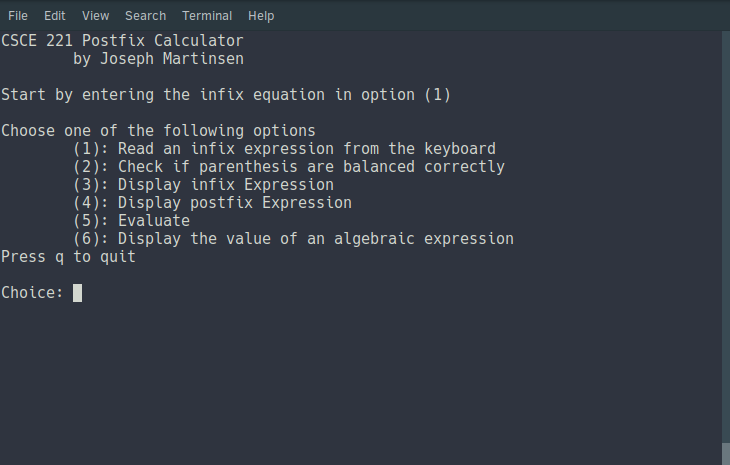 File Edit View Search Terminal Help
CSCE 221 Postfix Calculator
by Joseph Martinsen
Start by entering the infix equation in option (1)
Choose one of the following options
(1): Read an infix expression from the keyboard
(2): Check if parenthesis are balanced correctly
(3): Display infix Expression
(4): Display postfix Expression
(5): Evaluate
(6): Display the value of an algebraic expression
Press q to quit
Choice: